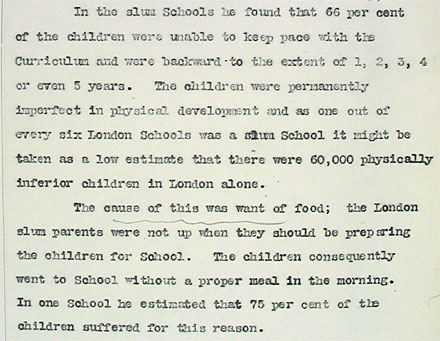 In the slum Schools he found that 66 per cent
of the children were unable to keep pace with the
Curriculum and were backward to the extent of 1, 2, 3, 4
or even 5 years. The children were permanently
imperfect in physical development and as one out of
every six London Schools was a slum School it might be
taken as a low estimate that there were 60,000 physically
inferior children in London alone.
The cause of this was want of food; the London
slum parents were not up when they should be preparing
the children for School. The children consequently
went to School without a proper meal in the morning.
In one School he estimated that 75 per cent of the
children suffered for this reason.